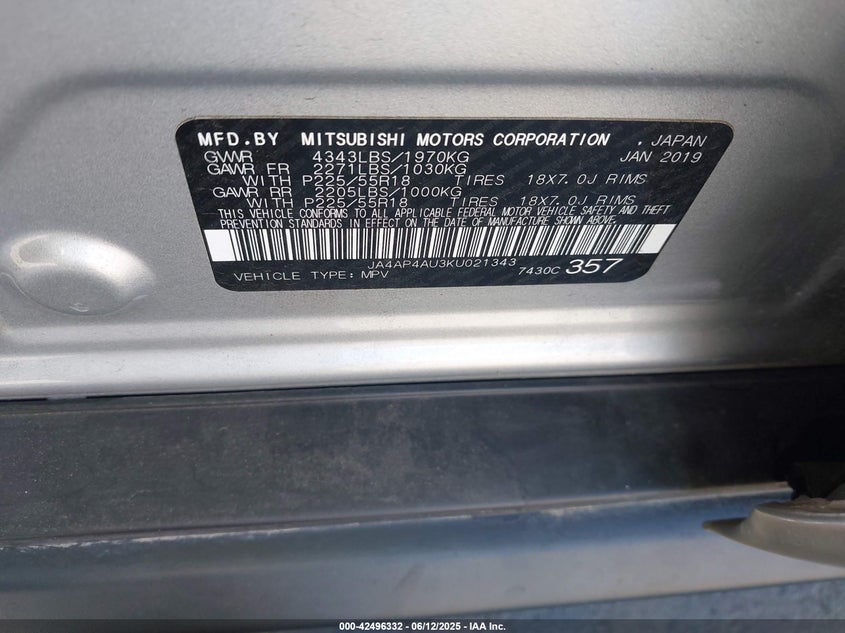 MFD.BY MITSUBISHI MOTORS CORPORATION . JAPAN
GVWR 4343LBS/1970KG JAN 2019
GAWR FR 2271LBS/1030KG
WITH P225/55R18 TIRES 18X7.0J RIMS
GAWR RR 2205LBS/1000KG
WITH P225/55R18 TIRES 18X7.0J RIMS
THIS VEHICLE CONFORMS TO ALL APPLICABLE FEDERAL MOTOR VEHICLE SAFETY AND THEFT
PREVENTION STANDARDS IN EFFECT ON THE DATE OF MANUFACTURE SHOWN ABOVE.
JA4AP4AU3KU021343
VEHICLE TYPE: MPV 7430C 357
000-42496332 - 06/12/2025 - IAA Inc.